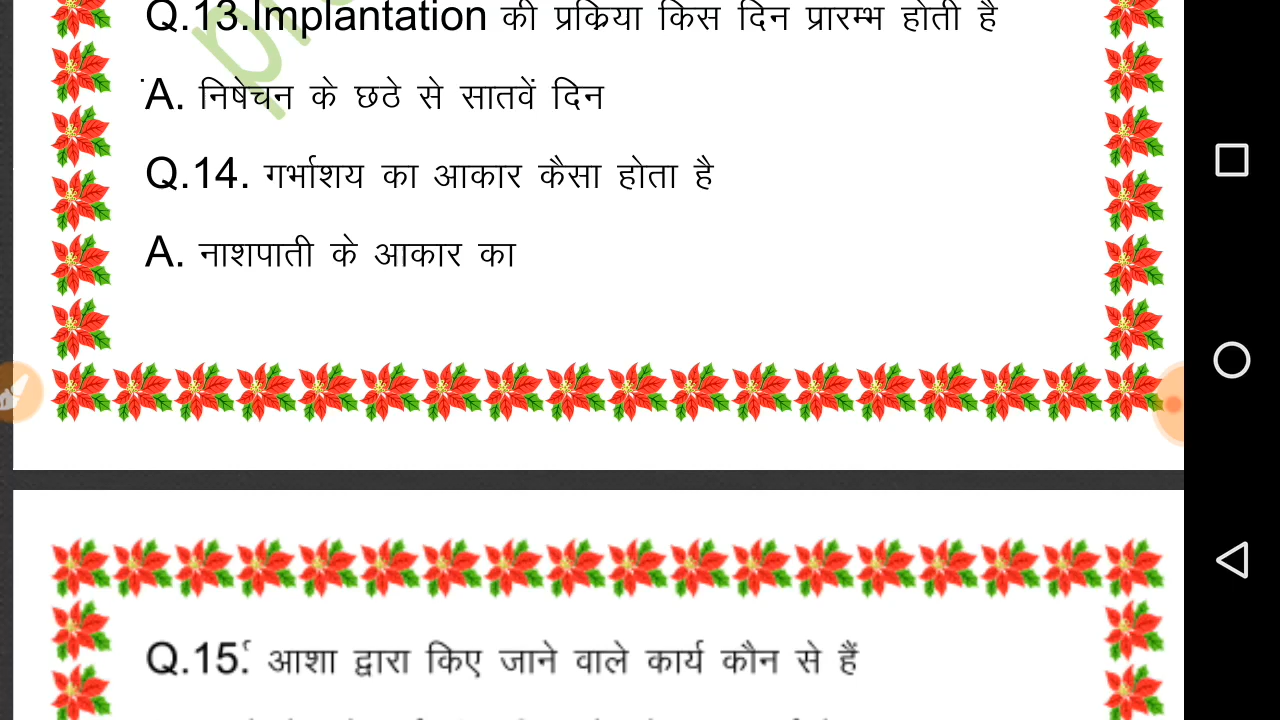 Q.13.Implantation की प्रक्रिया किस दिन प्रारम्भ होती है
A. निषेचन के छठे से सातवें दिन
Q.14. गर्भाशय का आकार कैसा होता है
A. नाशपाती के आकार का
Q.15. आशा द्वारा किए जाने वाले कार्य कौन से हैं